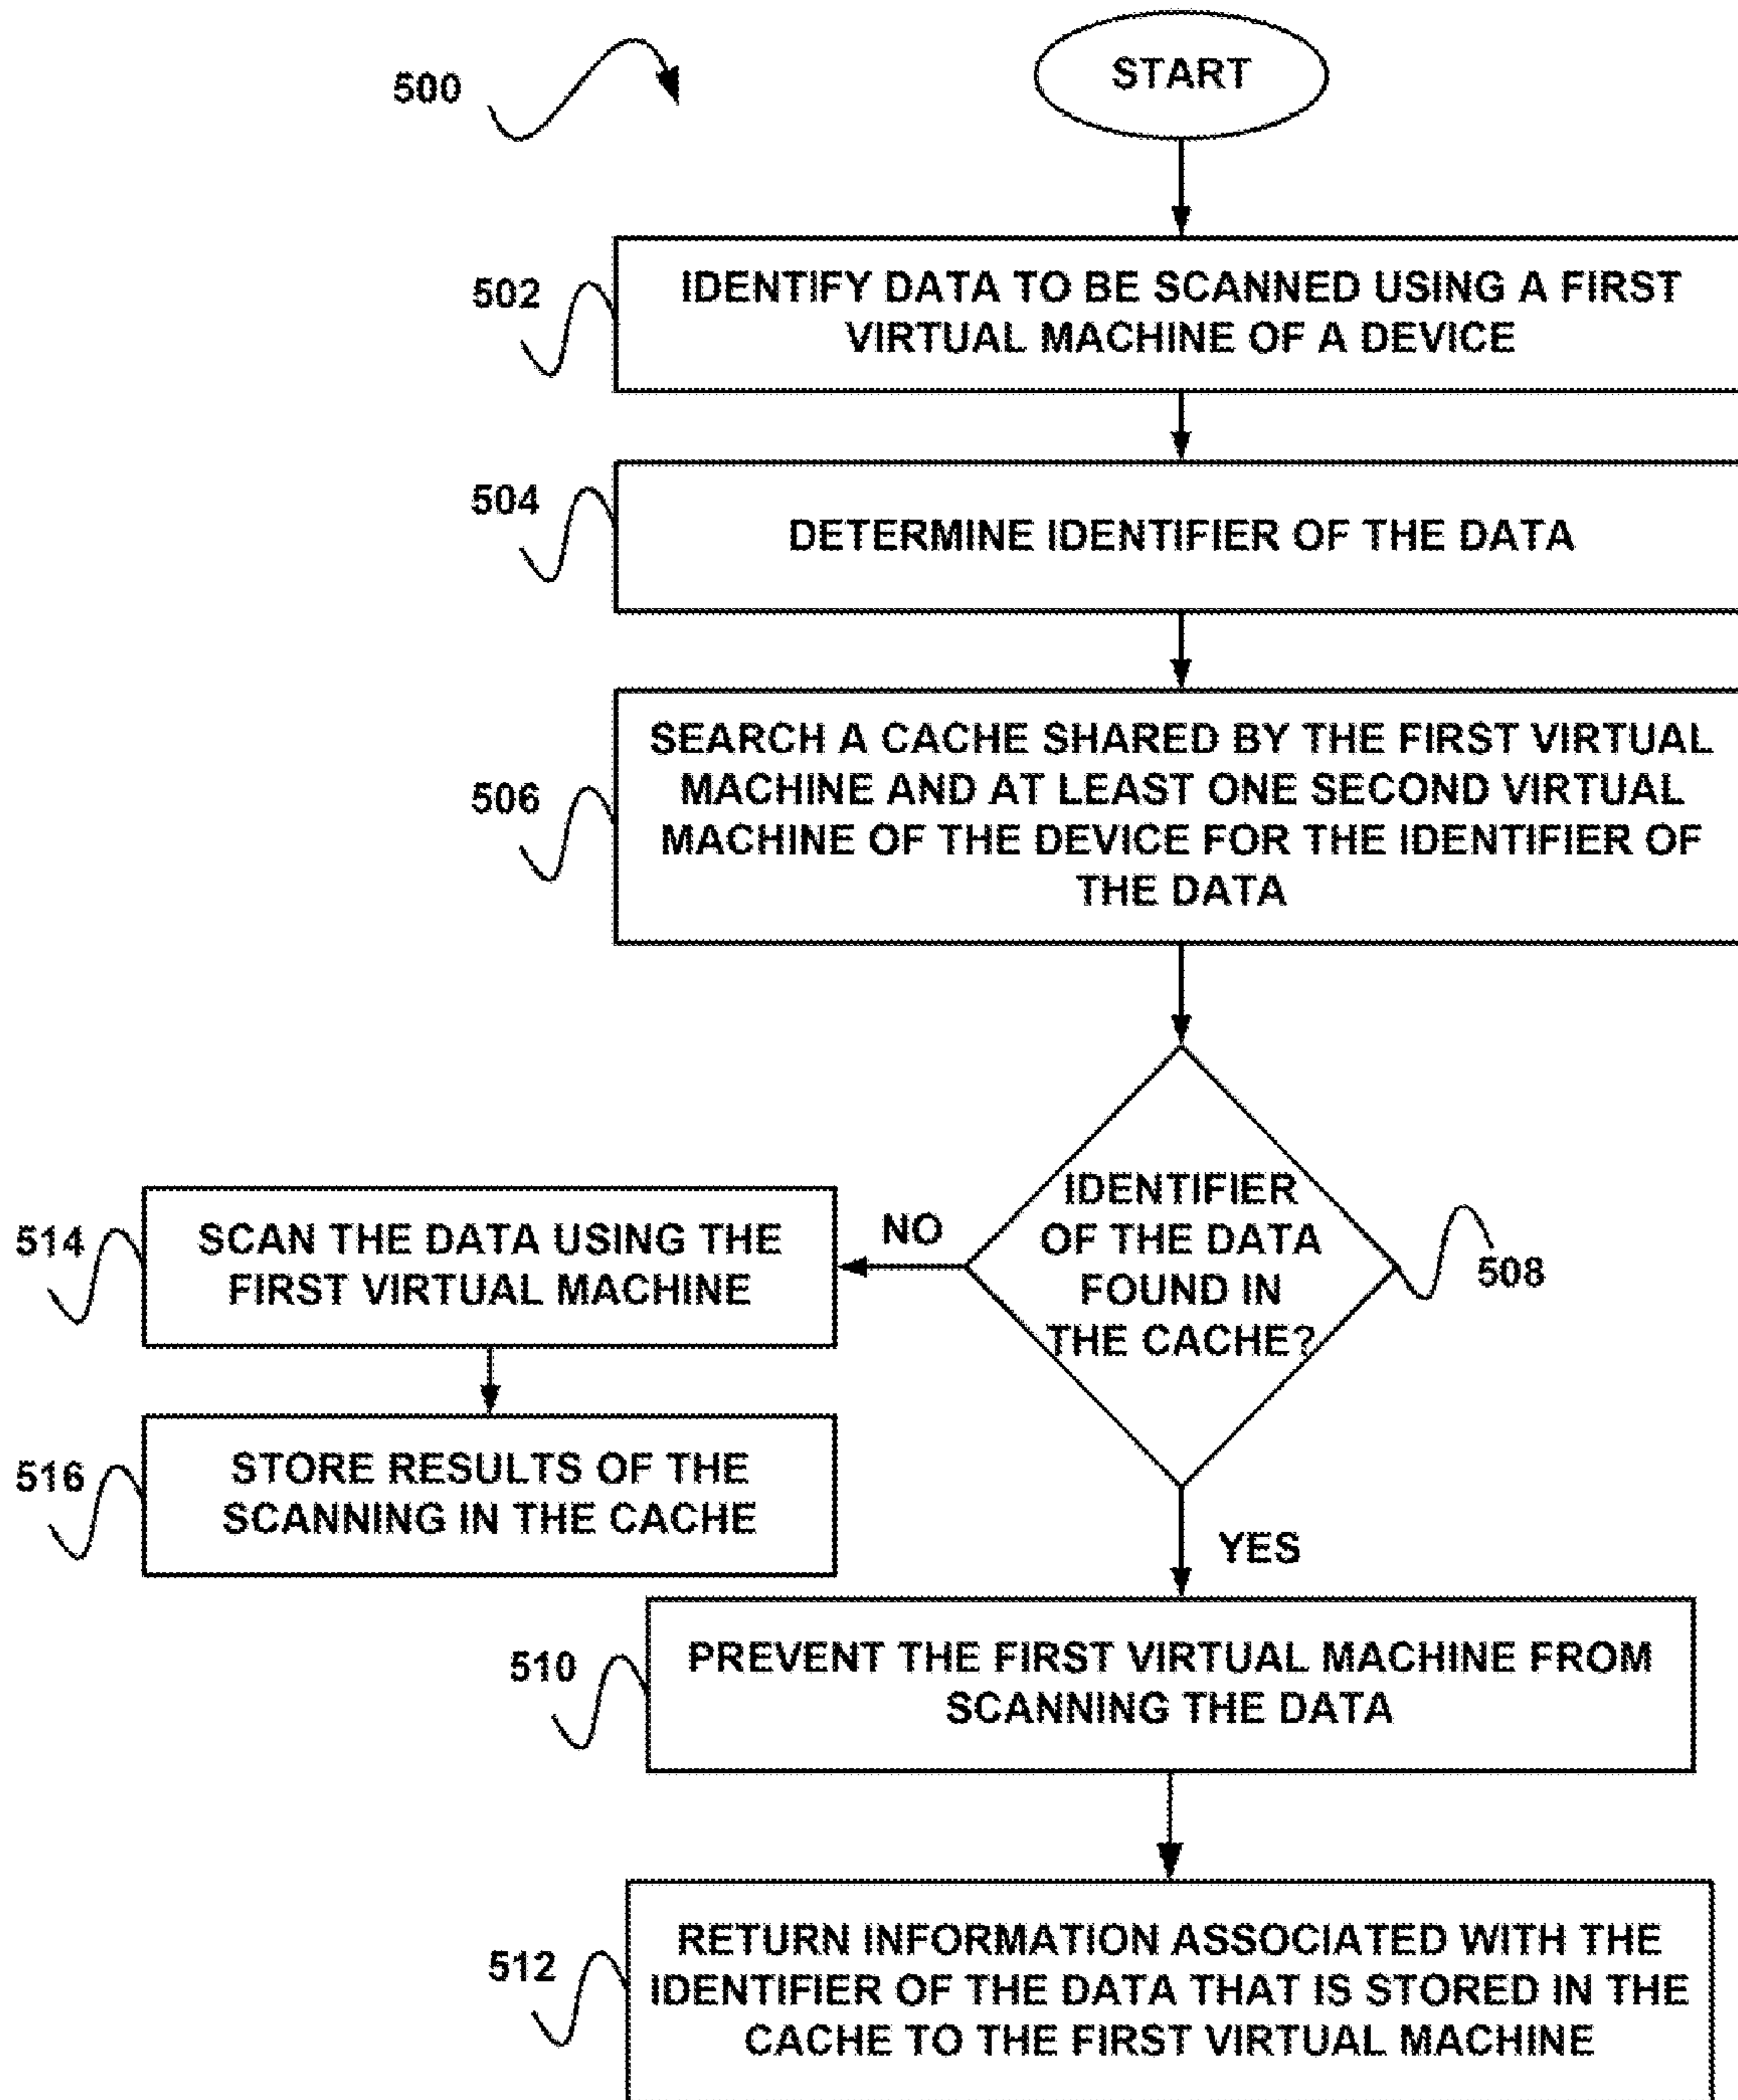 500
START
502
IDENTIFY DATA TO BE SCANNED USING A FIRST
VIRTUAL MACHINE OF A DEVICE
504
DETERMINE IDENTIFIER OF THE DATA
506
SEARCH A CACHE SHARED BY THE FIRST VIRTUAL
MACHINE AND AT LEAST ONE SECOND VIRTUAL
MACHINE OF THE DEVICE FOR THE IDENTIFIER OF
THE DATA
IDENTIFIER
OF THE DATA
FOUND IN
THE CACHE?
508
NO
514
SCAN THE DATA USING THE
FIRST VIRTUAL MACHINE
516
STORE RESULTS OF THE
SCANNING IN THE CACHE
YES
510
PREVENT THE FIRST VIRTUAL MACHINE FROM
SCANNING THE DATA
512
RETURN INFORMATION ASSOCIATED WITH THE
IDENTIFIER OF THE DATA THAT IS STORED IN THE
CACHE TO THE FIRST VIRTUAL MACHINE